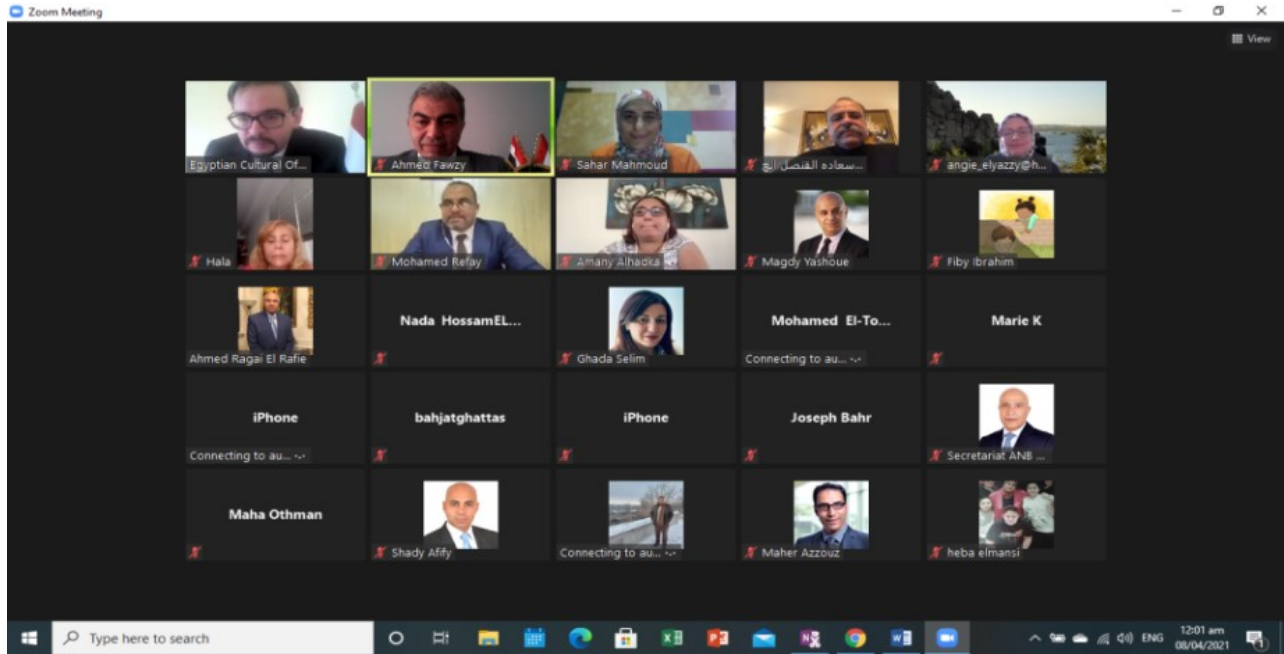 Zoom Meeting
View
Egyptian Cultural Of...
Ahmed Fawzy
Sahar Mahmoud
سعاده القنصل الع...
angie_elyazzy@h...
Hala
Mohamed Refay
Amany Alhadka
Magdy Yashoue
Fiby Ibrahim
Ahmed Ragai El Rafie
Nada HossamEL...
Ghada Selim
Mohamed El-To...
Connecting to au...
Marie K
iPhone
Connecting to au...
bahjatghattas
iPhone
Joseph Bahr
Secretariat ANB ...
Maha Othman
Shady Afify
Connecting to au...
Maher Azzouz
heba elmansi
Type here to search
ENG
12:01 am
08/04/2021
1